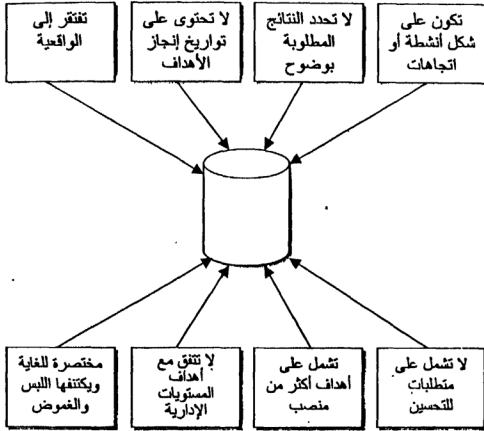 تكون على
شكل أنشطة أو
اتجاهات
لا تحدد النتائج
المطلوبة
بوضوح
لا تحتوى على
تواريخ إنجاز
الأهداف
تفتقر إلى
الواقعية
لا تشمل على
متطلبات
للتحسين
تشمل على
أهداف أكثر من
منصب
لا تتفق مع
أهداف
المستويات
الإدارية
مختصرة للغاية
ويكتنفها اللبس
والغموض